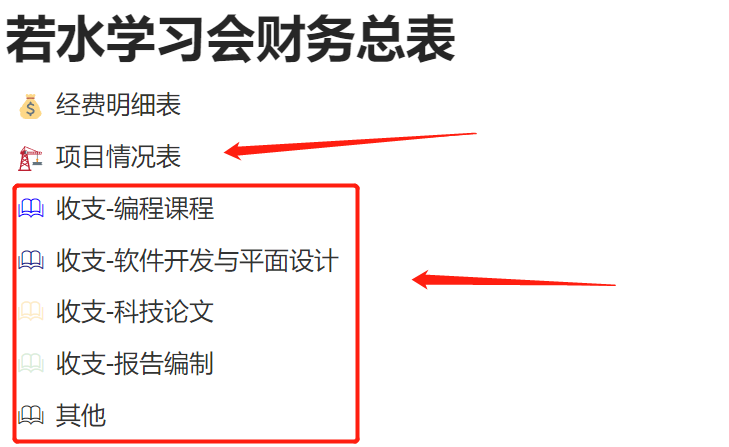 若水学习会财务总表
经费明细表
项目情况表
收支-编程课程
收支-软件开发与平面设计
收支-科技论文
收支-报告编制
其他